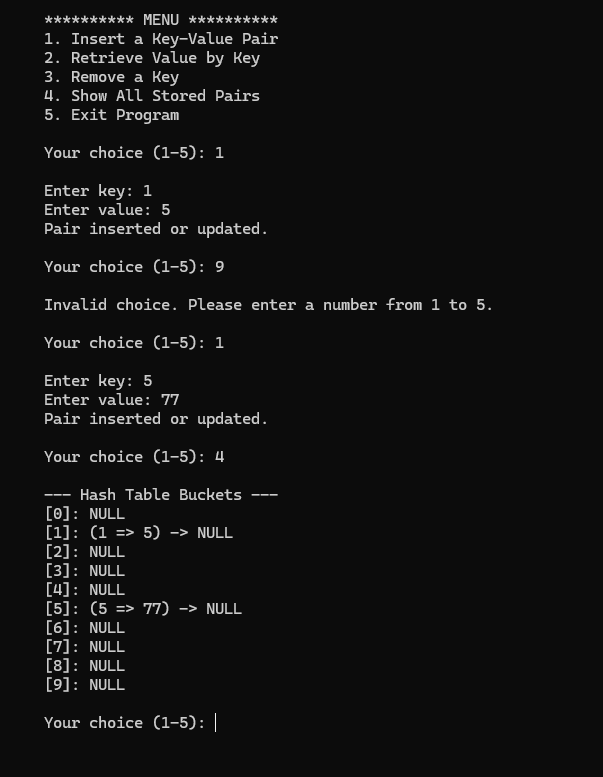 ********** MENU **********
1. Insert a Key-Value Pair
2. Retrieve Value by Key
3. Remove a Key
4. Show All Stored Pairs
5. Exit Program
Your choice (1-5): 1
Enter key: 1
Enter value: 5
Pair inserted or updated.
Your choice (1-5): 9
Invalid choice. Please enter a number from 1 to 5.
Your choice (1-5): 1
Enter key: 5
Enter value: 77
Pair inserted or updated.
Your choice (1-5): 4
--- Hash Table Buckets ---
[0]: NULL
[1]: (1 => 5) -> NULL
[2]: NULL
[3]: NULL
[4]: NULL
[5]: (5 => 77) -> NULL
[6]: NULL
[7]: NULL
[8]: NULL
[9]: NULL
Your choice (1-5):